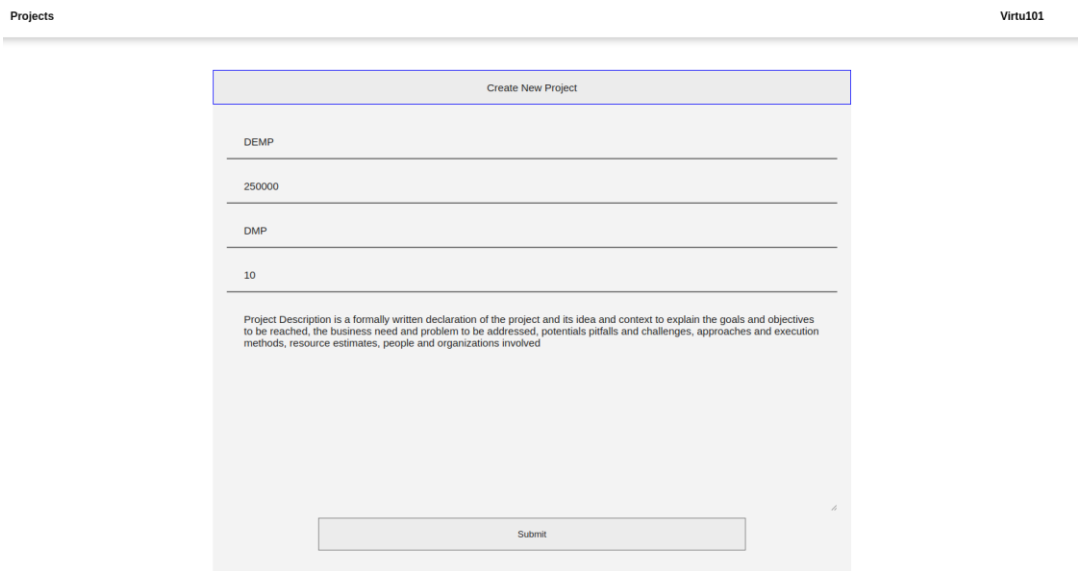 Projects
Virtu101
Create New Project
DEMP
250000
DMP
10
Project Description is a formally written declaration of the project and its idea and context to explain the goals and objectives
to be reached, the business need and problem to be addressed, potentials pitfalls and challenges, approaches and execution
methods, resource estimates, people and organizations involved
Submit